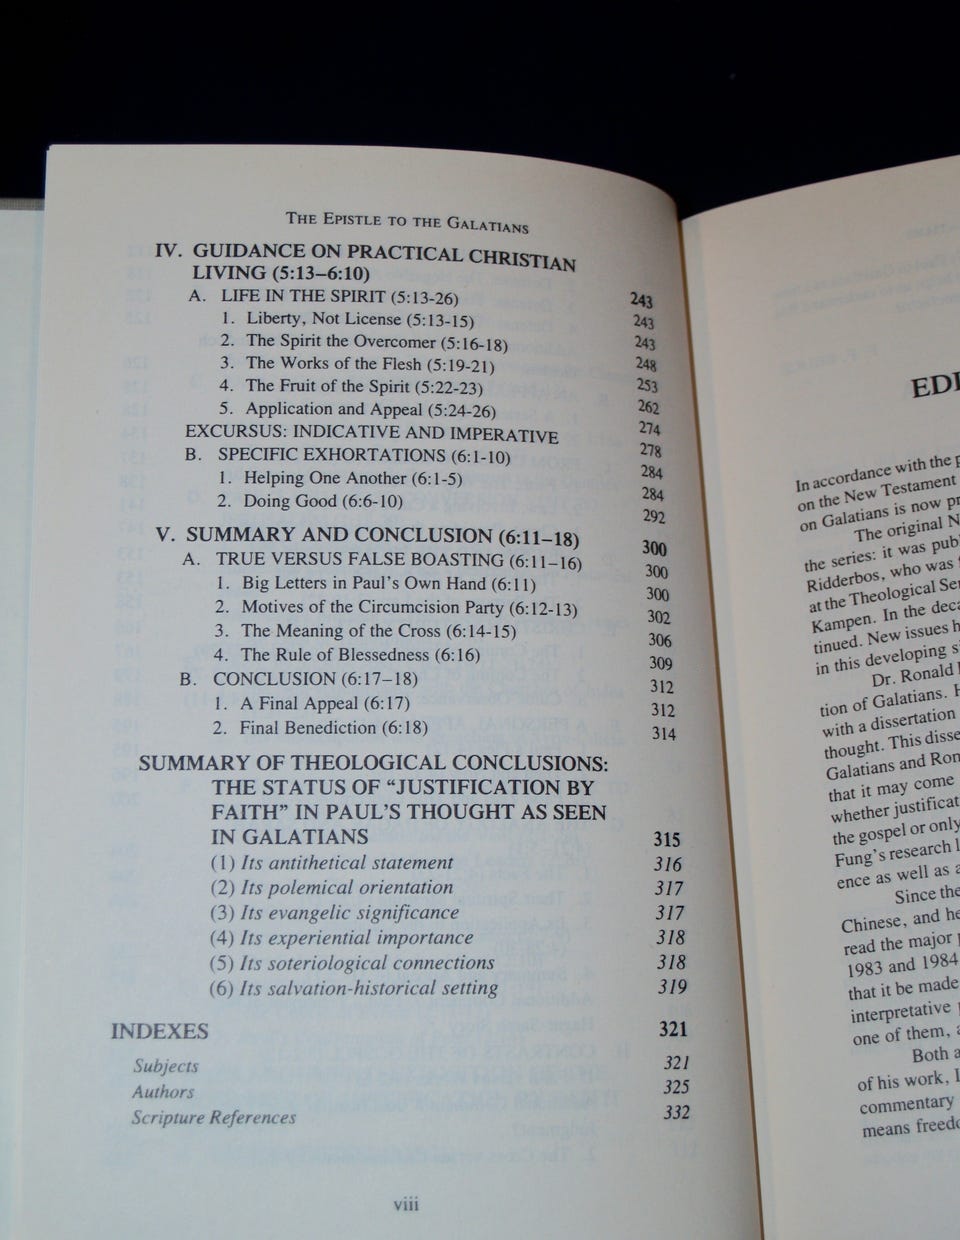 THE EPISTLE TO THE GALATIANS
IV. GUIDANCE ON PRACTICAL CHRISTIAN
LIVING (5:13–6:10) 243
A. LIFE IN THE SPIRIT (5:13-26) 243
1. Liberty, Not License (5:13-15) 243
2. The Spirit the Overcomer (5:16-18) 248
3. The Works of the Flesh (5:19-21) 253
4. The Fruit of the Spirit (5:22-23) 262
5. Application and Appeal (5:24-26) 274
EXCURSUS: INDICATIVE AND IMPERATIVE 278
B. SPECIFIC EXHORTATIONS (6:1-10) 284
1. Helping One Another (6:1-5) 284
2. Doing Good (6:6-10) 292
V. SUMMARY AND CONCLUSION (6:11–18) 300
A. TRUE VERSUS FALSE BOASTING (6:11–16) 300
1. Big Letters in Paul's Own Hand (6:11) 300
2. Motives of the Circumcision Party (6:12-13) 302
3. The Meaning of the Cross (6:14-15) 306
4. The Rule of Blessedness (6:16) 309
B. CONCLUSION (6:17–18) 312
1. A Final Appeal (6:17) 312
2. Final Benediction (6:18) 314
SUMMARY OF THEOLOGICAL CONCLUSIONS:
THE STATUS OF “JUSTIFICATION BY
FAITH” IN PAUL'S THOUGHT AS SEEN
IN GALATIANS 315
(1) Its antithetical statement 316
(2) Its polemical orientation 317
(3) Its evangelic significance 317
(4) Its experiential importance 318
(5) Its soteriological connections 318
(6) Its salvation-historical setting 319
INDEXES 321
Subjects 321
Authors 325
Scripture References 332
viii
In accordance with the
on the New Testament
on Galatians is now
The original
the series: it was
Ridderbos, who was
at the Theological
Kampen. In the
tinued. New issues
in this developing
Dr. Ronald
tion of Galatians.
with a dissertation
thought. This
Galatians and
that it may come
whether
the gospel or only
Fung's research
ence as well as
Since the
Chinese, and
read the major
1983 and 1984
that it be made
interpretative
one of them,
Both
of his work,
commentary
means